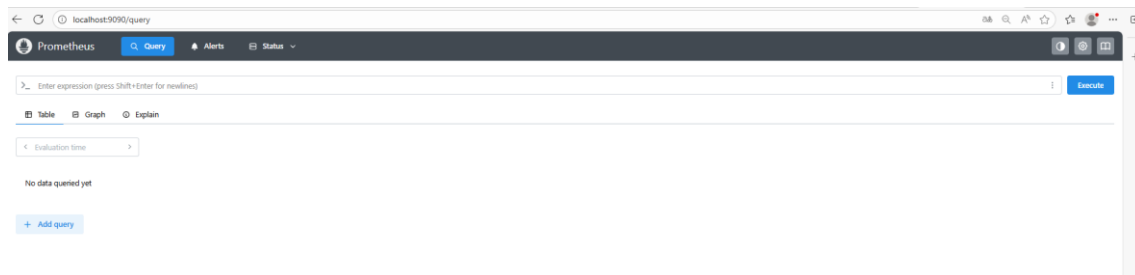 localhost:9090/query
Prometheus Query Alerts Status
>_ Enter expression (press Shift+Enter for newlines) Execute
Table Graph Explain
Evaluation time
No data queried yet
+ Add query